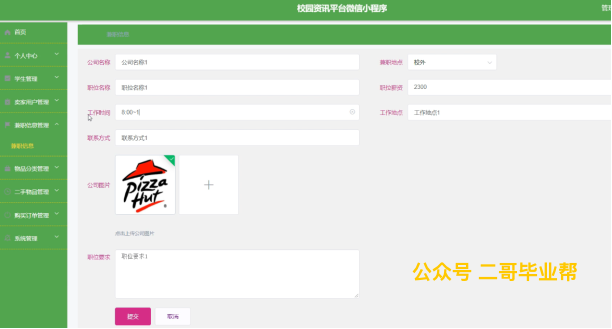 校园资讯平台微信小程序
管理
首页
兼职信息
个人中心
公司名称 公司名称1 兼职地点 校外
学生管理
职位名称 职位名称1 职位薪资 2300
卖家用户管理
工作时间 8:00~1 工作地点 工作地点1
兼职信息管理
联系方式 联系方式1
兼职信息
物品分类管理
公司图片 Pizza Hut +
二手物品管理
购买订单管理
点击上传公司图片
系统管理
职位要求 职位要求1
公众号 二哥毕业帮
提交 取消